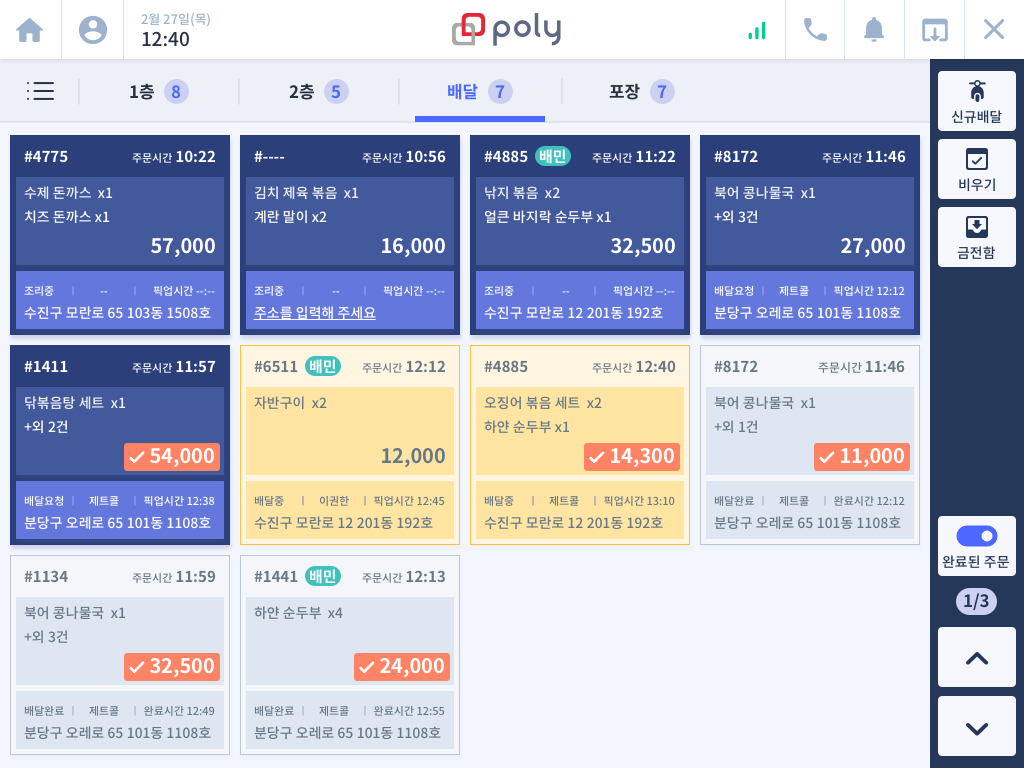 2월 27일(목)
12:40
poly
1층 8
2층 5
배달 7
포장 7
#4775 주문시간 10:22
수제 돈까스 x1
치즈 돈까스 x1
57,000
조리중 | -- | 픽업시간 --:--
수진구 모란로 65 103동 1508호
#---- 주문시간 10:56
김치 제육 볶음 x1
계란 말이 x2
16,000
조리중 | -- | 픽업시간 --:--
주소를 입력해 주세요
#4885 배민 주문시간 11:22
낚지 볶음 x2
얼큰 바지락 순두부 x1
32,500
조리중 | -- | 픽업시간 --:--
수진구 모란로 12 201동 192호
#8172 주문시간 11:46
북어 콩나물국 x1
+외 3건
27,000
배달요청 | 제트콜 | 픽업시간 12:12
분당구 오레로 65 101동 1108호
#1411 주문시간 11:57
닦볶음탕 세트 x1
+외 2건
54,000
배달요청 | 제트콜 | 픽업시간 12:38
분당구 오레로 65 101동 1108호
#6511 배민 주문시간 12:12
자반구이 x2
12,000
배달중 | 이권한 | 픽업시간 12:45
수진구 모란로 12 201동 192호
#4885 주문시간 12:40
오징어 볶음 세트 x2
하얀 순두부 x1
14,300
배달중 | 제트콜 | 픽업시간 13:10
수진구 모란로 12 201동 192호
#8172 주문시간 11:46
북어 콩나물국 x1
+외 1건
11,000
배달완료 | 제트콜 | 완료시간 12:12
분당구 오레로 65 101동 1108호
#1134 주문시간 11:59
북어 콩나물국 x1
+외 3건
32,500
배달완료 | 제트콜 | 완료시간 12:49
분당구 오레로 65 101동 1108호
#1441 배민 주문시간 12:13
하얀 순두부 x4
24,000
배달완료 | 제트콜 | 완료시간 12:55
분당구 오레로 65 101동 1108호
신규배달
비우기
금전함
완료된 주문
1/3